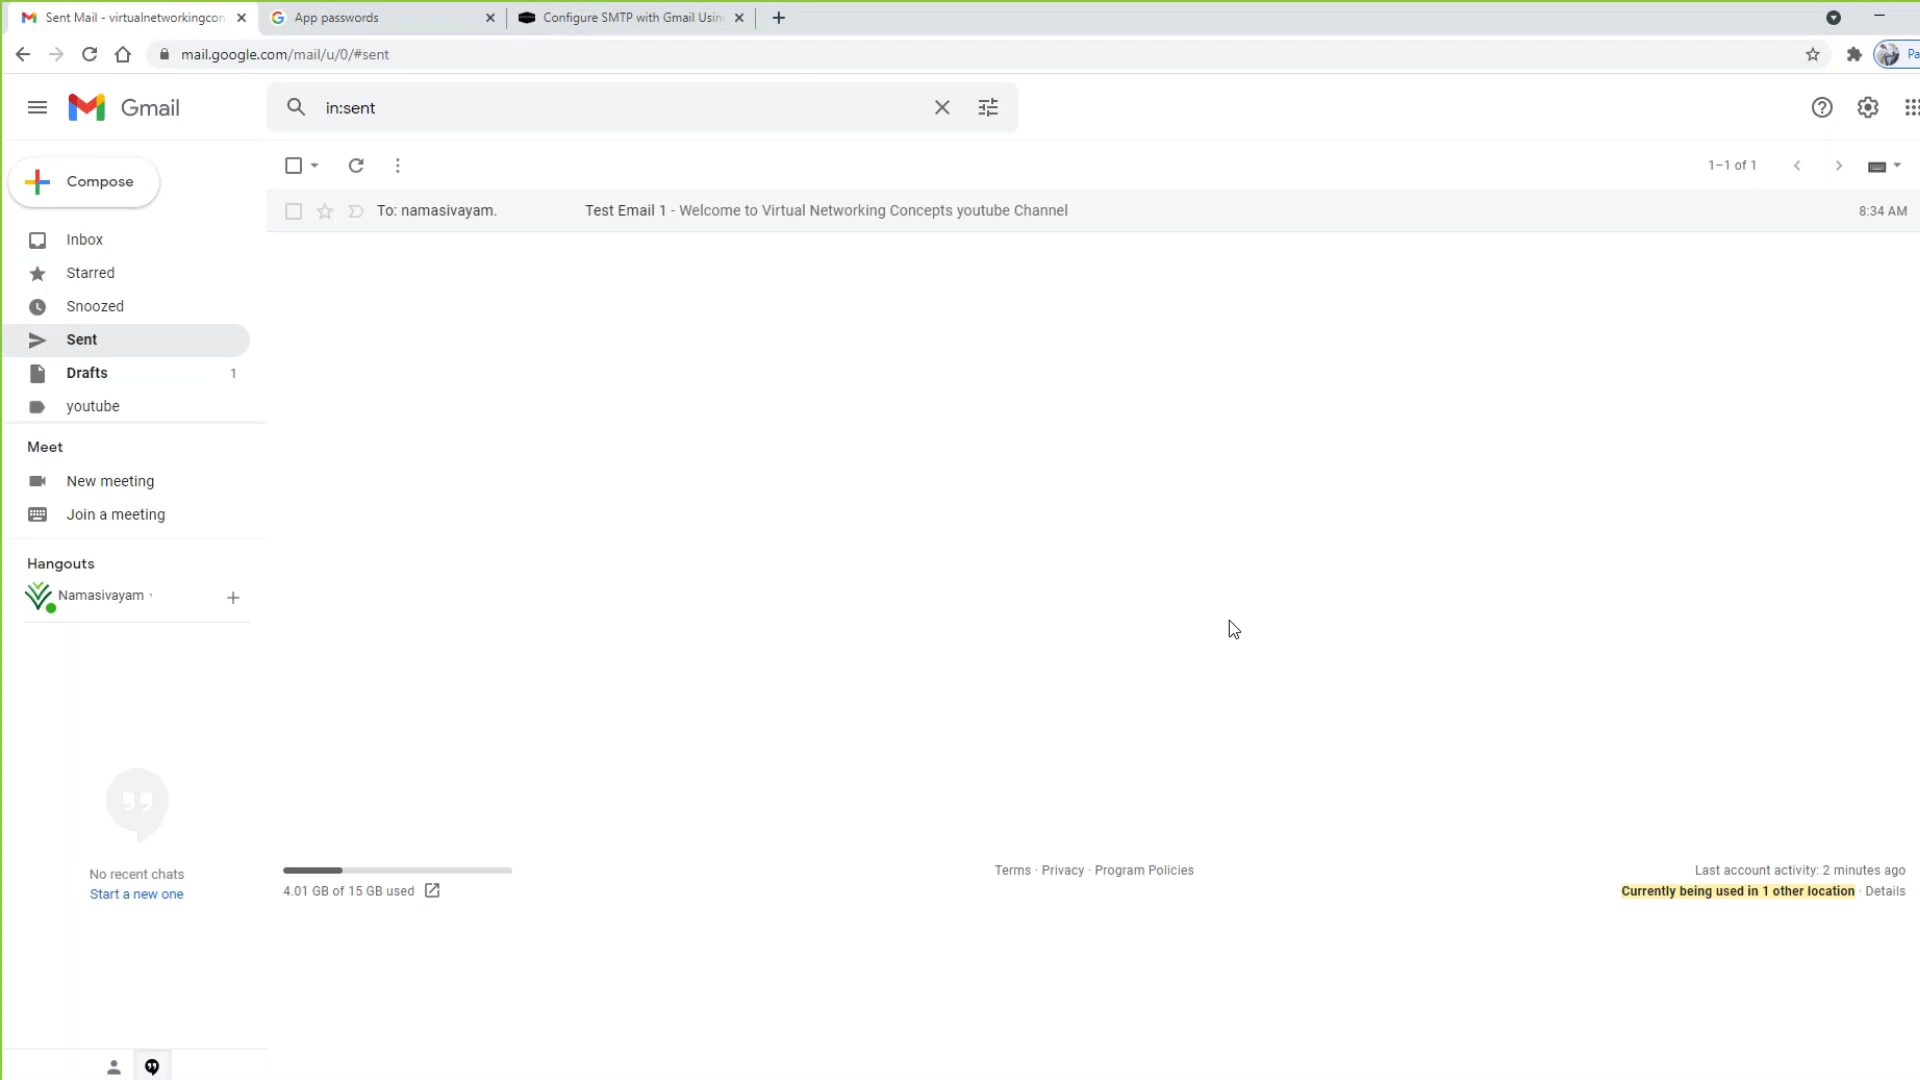 Sent Mail - virtualnetworkingcon
App passwords
Configure SMTP with Gmail Usin
mail.google.com/mail/u/0/#sent
Pa
Gmail
in:sent
Compose
1–1 of 1
To: namasivayam.
Test Email 1 - Welcome to Virtual Networking Concepts youtube Channel
8:34 AM
Inbox
Starred
Snoozed
Sent
Drafts 1
youtube
Meet
New meeting
Join a meeting
Hangouts
Namasivayam
No recent chats
Start a new one
4.01 GB of 15 GB used
Terms · Privacy · Program Policies
Last account activity: 2 minutes ago
Currently being used in 1 other location · Details